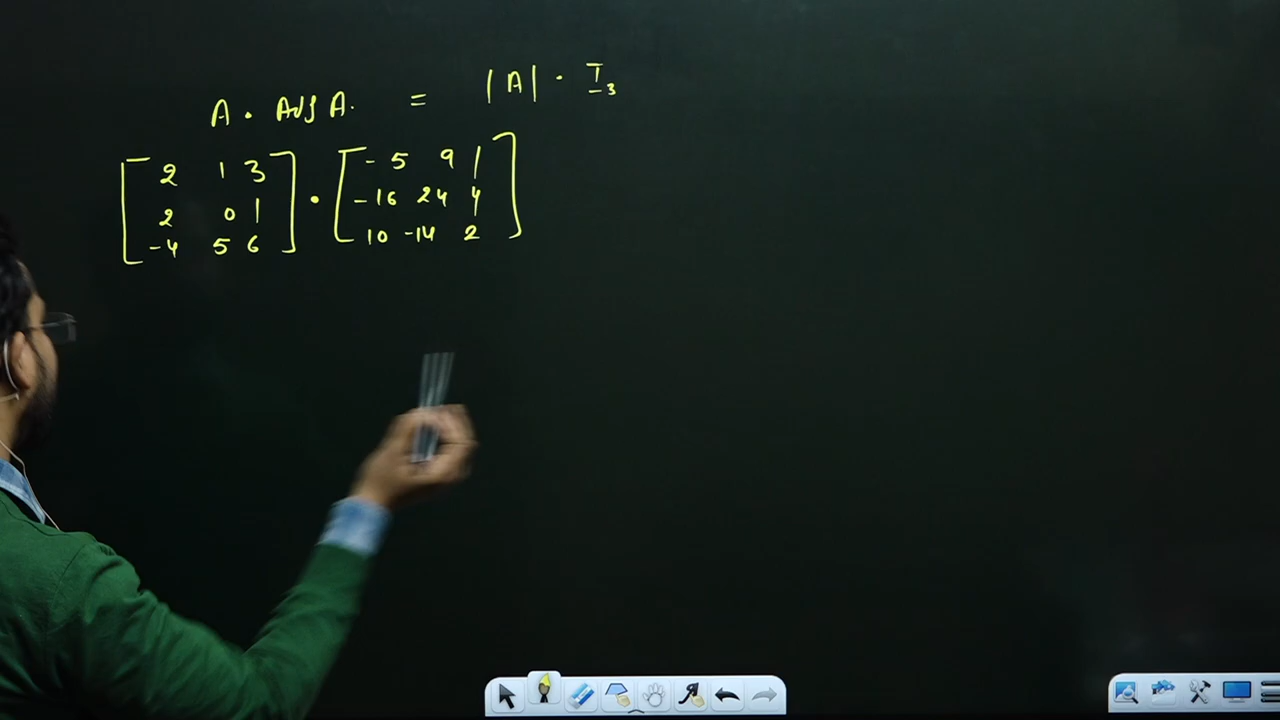 A . Adj A. = |A| . I₃
[ 2 1 3 ] . [ -5 9 1 ]
[ 2 0 1 ] [ -16 24 4 ]
[ -4 5 6 ] [ 10 -14 2 ]